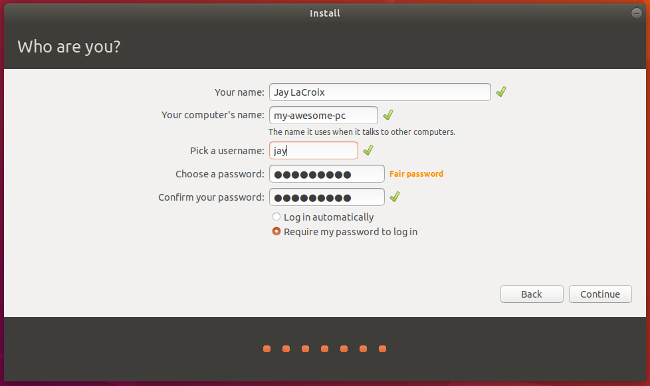 Install
Who are you?
Your name: Jay LaCroix
Your computer's name: my-awesome-pc
The name it uses when it talks to other computers.
Pick a username: jay
Choose a password: ●●●●●●●●● Fair password
Confirm your password: ●●●●●●●●●
Log in automatically
Require my password to log in
Back Continue